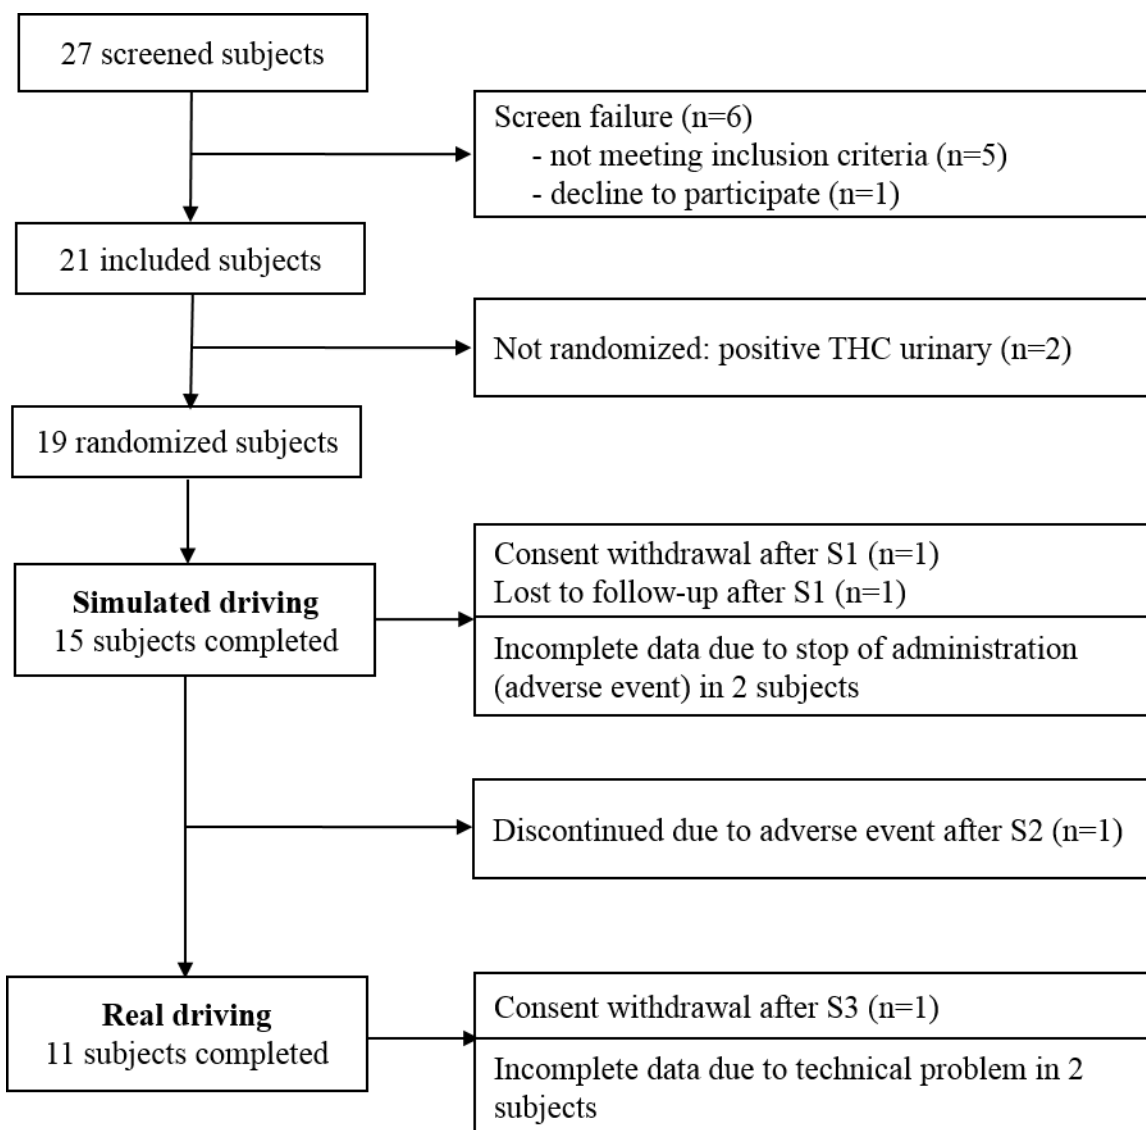 27 screened subjects
Screen failure (n=6)
- not meeting inclusion criteria (n=5)
- decline to participate (n=1)
21 included subjects
Not randomized: positive THC urinary (n=2)
19 randomized subjects
Consent withdrawal after S1 (n=1)
Lost to follow-up after S1 (n=1)
Simulated driving
15 subjects completed
Incomplete data due to stop of administration
(adverse event) in 2 subjects
Discontinued due to adverse event after S2 (n=1)
Real driving
11 subjects completed
Consent withdrawal after S3 (n=1)
Incomplete data due to technical problem in 2
subjects